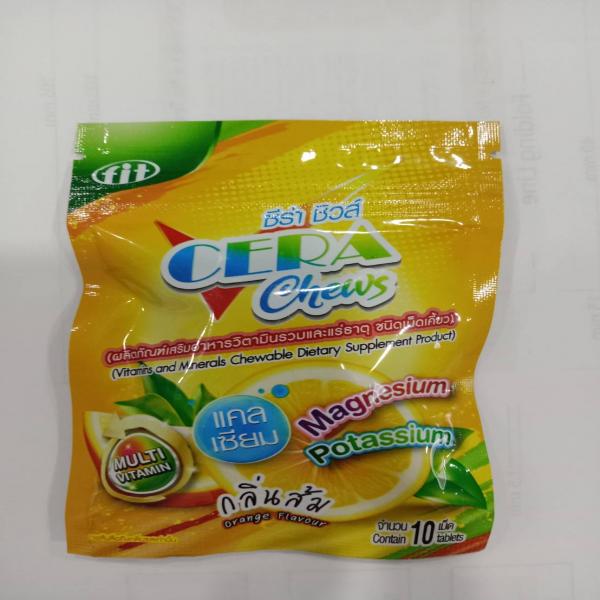 fit
ซีร่า ชิวส์
CERA
Chews
(ผลิตภัณฑ์เสริมอาหารวิตามินรวมและแร่ธาตุ ชนิดเม็ดเคี้ยว)
(Vitamins and Minerals Chewable Dietary Supplement Product)
แคล
เซียม
Magnesium
Potassium
MULTI
VITAMIN
กลิ่นส้ม
Orange Flavour
จำนวน 10 เม็ด
Contain tablets